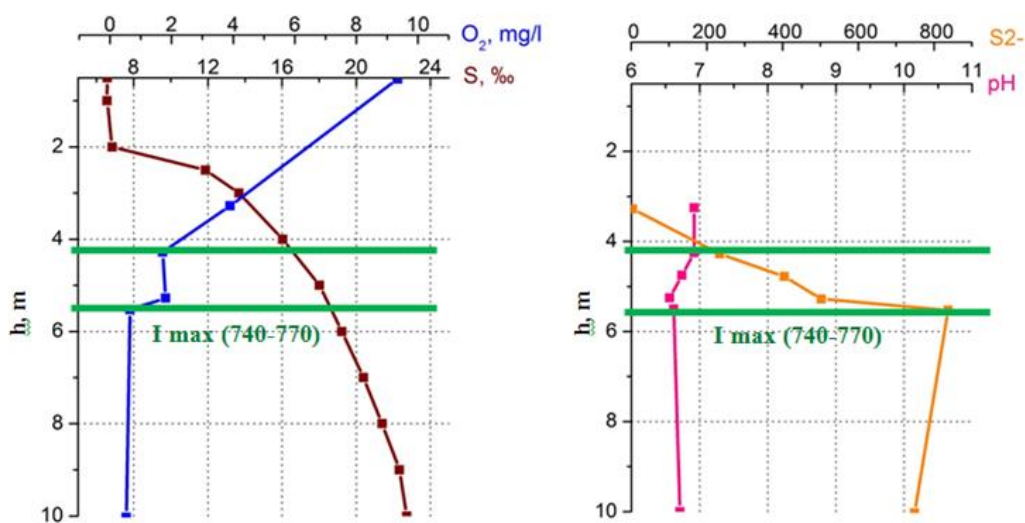 0 2 4 6 8 10
O2, mg/l
8 12 16 20 24
S, ‰
2
4
6
8
10
h, m
I max (740-770)
0 200 400 600 800
S2-
6 7 8 9 10 11
pH
2
4
6
8
10
h, m
I max (740-770)